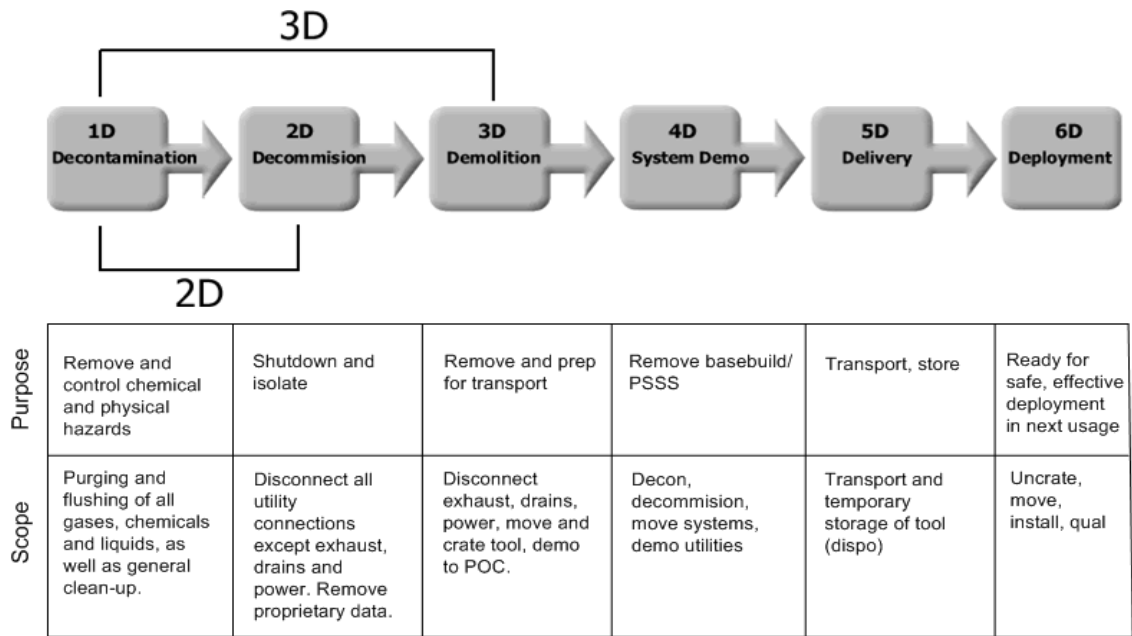 3D
1D
Decontamination
2D
Decommision
3D
Demolition
4D
System Demo
5D
Delivery
6D
Deployment
2D
Purpose
Remove and
control chemical
and physical
hazards
Shutdown and
isolate
Remove and prep
for transport
Remove basebuild/
PSSS
Transport, store
Ready for
safe, effective
deployment
in next usage
Scope
Purging and
flushing of all
gases, chemicals
and liquids, as
well as general
clean-up.
Disconnect all
utility
connections
except exhaust,
drains and
power. Remove
proprietary data.
Disconnect
exhaust, drains,
power, move and
crate tool, demo
to POC.
Decon,
decommision,
move systems,
demo utilities
Transport and
temporary
storage of tool
(dispo)
Uncrate,
move,
install, qual